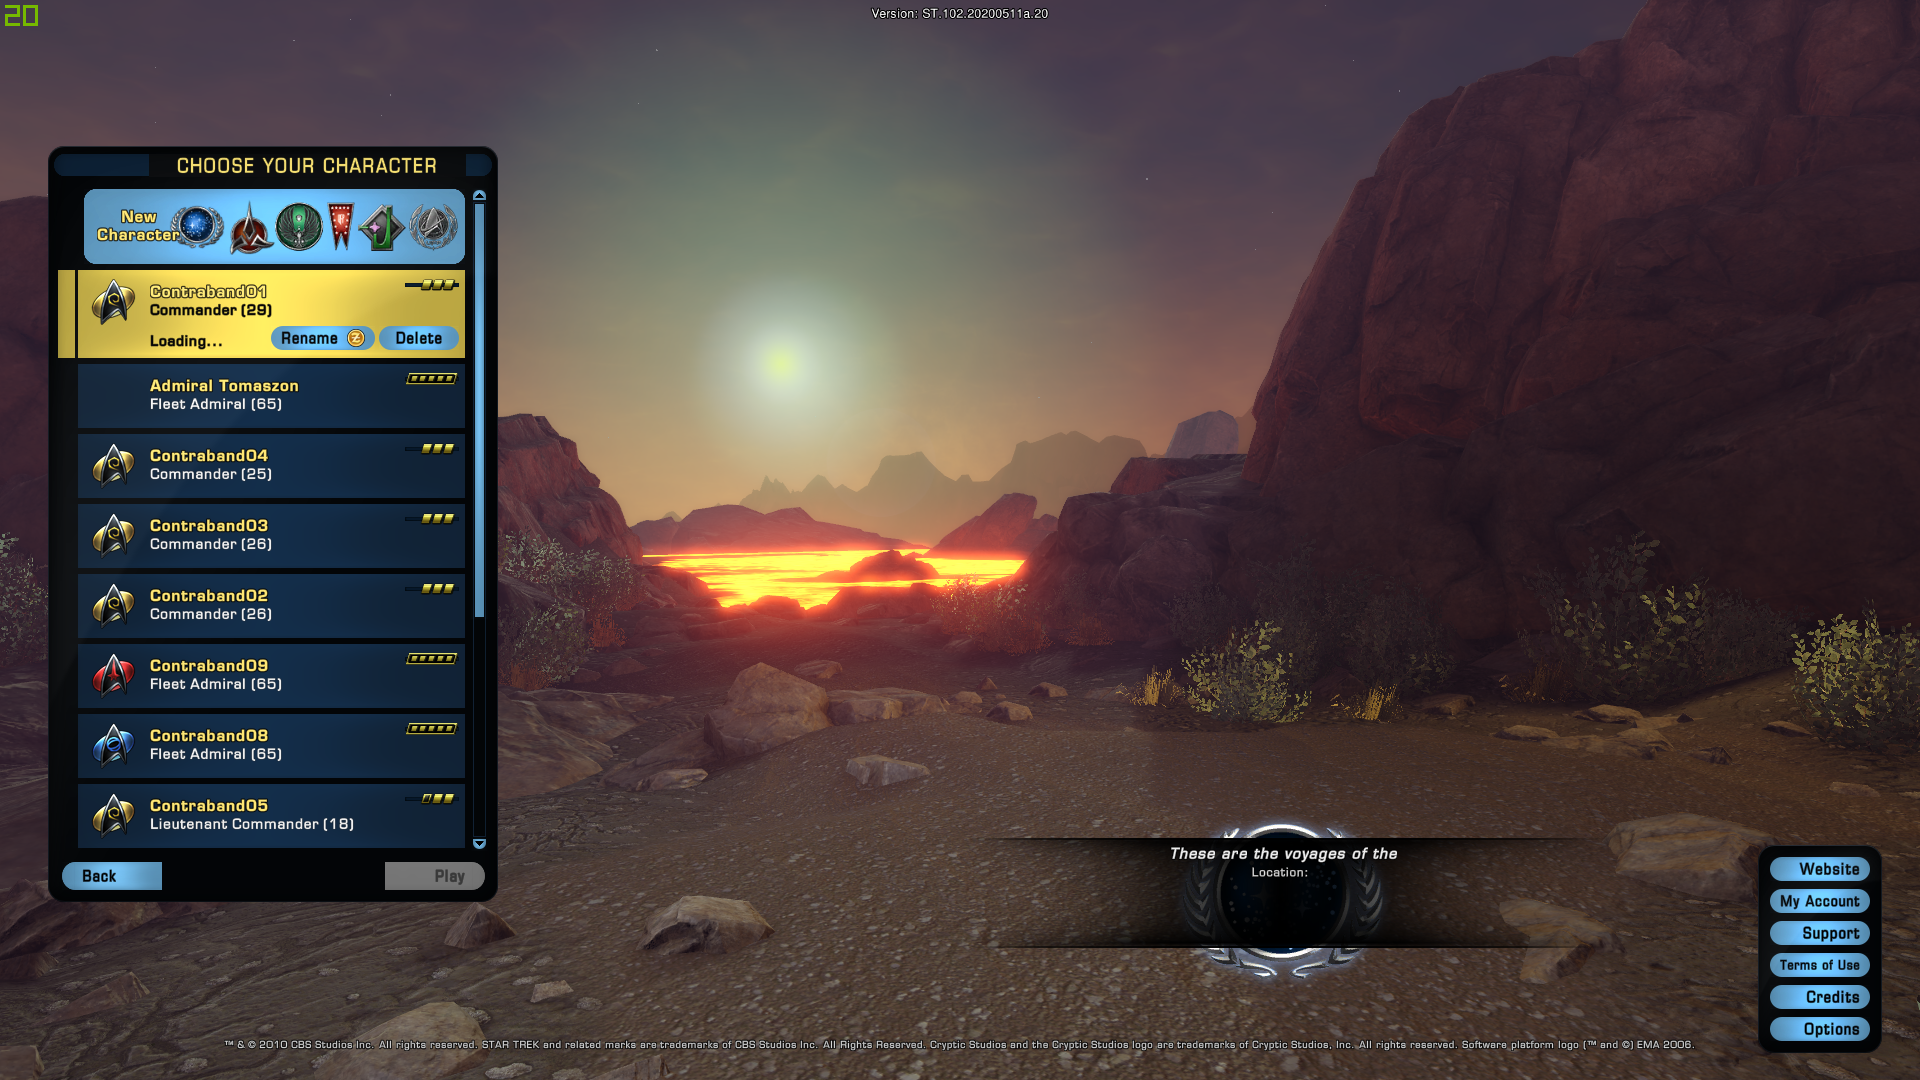 20
Version: ST.102.20200511a.20
CHOOSE YOUR CHARACTER
New
Character
Contraband01
Commander (29)
Loading...
Rename
Delete
Admiral Tomaszon
Fleet Admiral (65)
Contraband04
Commander (25)
Contraband03
Commander (26)
Contraband02
Commander (26)
Contraband09
Fleet Admiral (65)
Contraband08
Fleet Admiral (65)
Contraband05
Lieutenant Commander (18)
Back
Play
These are the voyages of the
Location:
Website
My Account
Support
Terms of Use
Credits
Options
™ & © 2010 CBS Studios Inc. All rights reserved. STAR TREK and related marks are trademarks of CBS Studios Inc. All Rights Reserved. Cryptic Studios and the Cryptic Studios logo are trademarks of Cryptic Studios, Inc. All rights reserved. Software platform logo (™ and ©) EMA 2006.